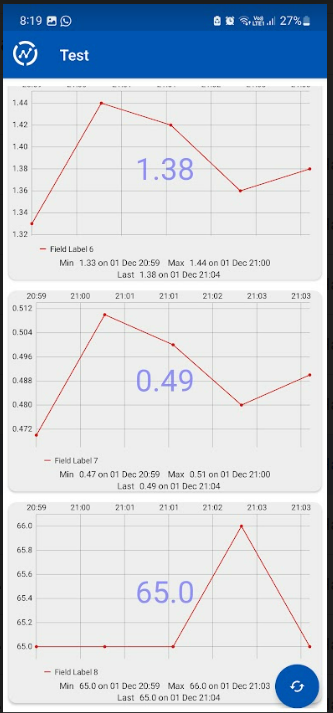 8:19 27%
Test
1.44
1.42
1.40
1.38
1.36
1.34
1.32
1.38
Field Label 6
Min 1.33 on 01 Dec 20:59 Max 1.44 on 01 Dec 21:00
Last 1.38 on 01 Dec 21:04
20:59 21:00 21:01 21:01 21:02 21:03 21:03
0.512
0.504
0.496
0.488
0.480
0.472
0.49
Field Label 7
Min 0.47 on 01 Dec 20:59 Max 0.51 on 01 Dec 21:00
Last 0.49 on 01 Dec 21:04
20:59 21:00 21:01 21:01 21:02 21:03 21:03
66.0
65.8
65.6
65.4
65.2
65.0
65.0
Field Label 8
Min 65.0 on 01 Dec 20:59 Max 66.0 on 01 Dec 21:03
Last 65.0 on 01 Dec 21:04